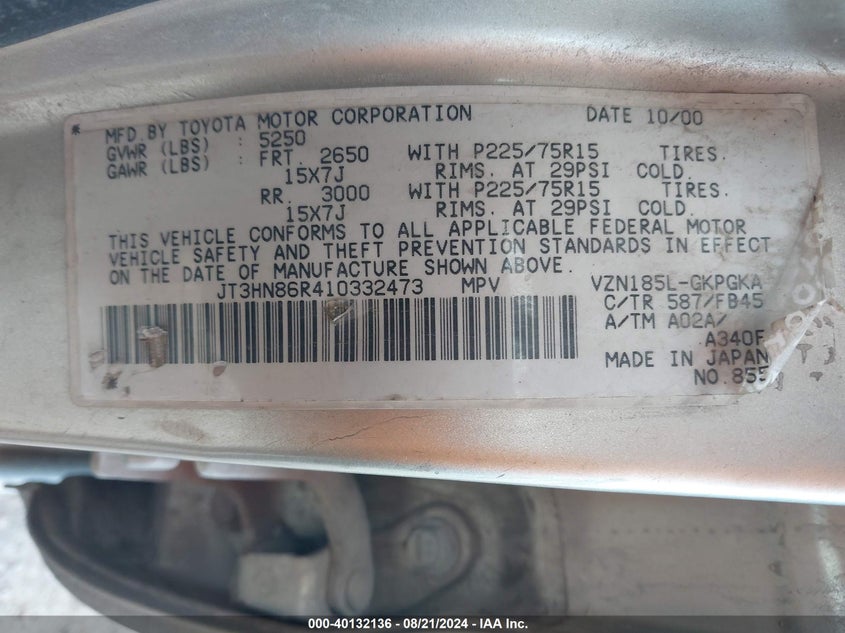 * MFD. BY TOYOTA MOTOR CORPORATION DATE 10/00
GVWR (LBS) : 5250
GAWR (LBS) : FRT. 2650 WITH P225/75R15 TIRES.
15X7J RIMS. AT 29PSI COLD.
RR. 3000 WITH P225/75R15 TIRES.
15X7J RIMS. AT 29PSI COLD.
THIS VEHICLE CONFORMS TO ALL APPLICABLE FEDERAL MOTOR
VEHICLE SAFETY AND THEFT PREVENTION STANDARDS IN EFFECT
ON THE DATE OF MANUFACTURE SHOWN ABOVE.
JT3HN86R410332473 MPV VZN185L-GKPGKA
C/TR 587/FB45
A/TM A02A/
A340F
MADE IN JAPAN
NO.855
000-40132136 - 08/21/2024 - IAA Inc.